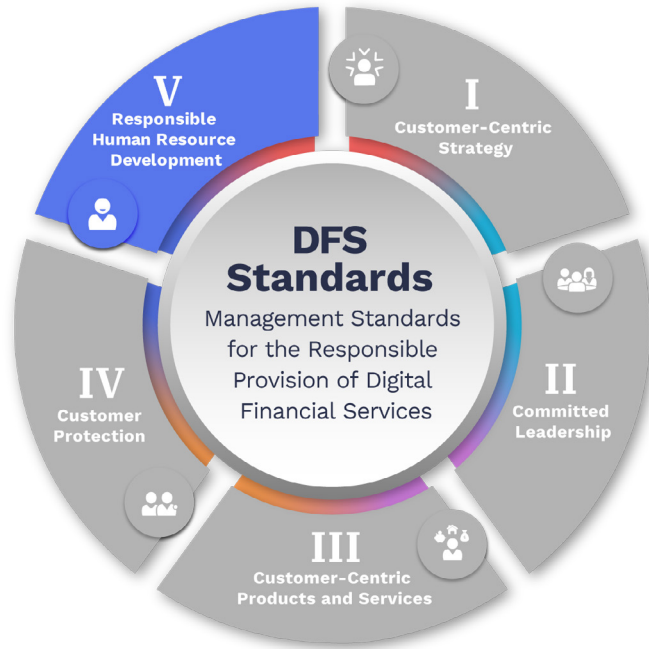 DFS
Standards
Management Standards
for the Responsible
Provision of Digital
Financial Services
I
Customer-Centric
Strategy
II
Committed
Leadership
III
Customer-Centric
Products and Services
IV
Customer
Protection
V
Responsible
Human Resource
Development